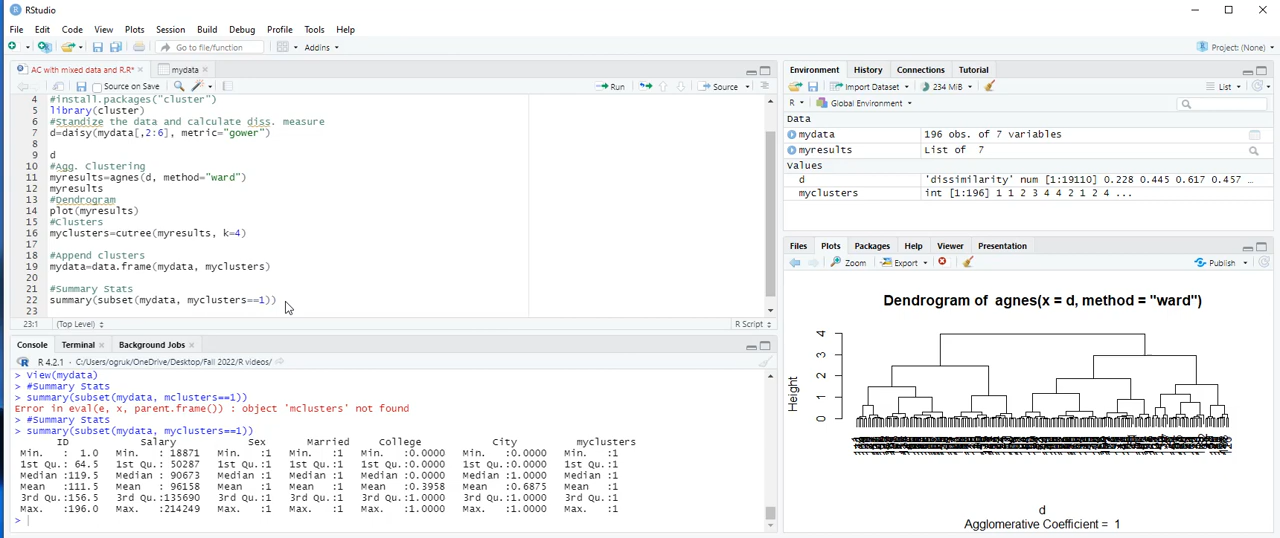 RStudio
File Edit Code View Plots Session Build Debug Profile Tools Help
Go to file/function Addins Project: (None)
AC with mixed data and R.R* mydata
Source on Save Run Source
4 #install.packages("cluster")
5 library(cluster)
6 #Standize the data and calculate diss. measure
7 d=daisy(mydata[,2:6], metric="gower")
8
9 d
10 #Agg. Clustering
11 myresults=agnes(d, method="ward")
12 myresults
13 #Dendrogram
14 plot(myresults)
15 #Clusters
16 myclusters=cutree(myresults, k=4)
17
18 #Append clusters
19 mydata=data.frame(mydata, myclusters)
20
21 #Summary Stats
22 summary(subset(mydata, myclusters==1))
23
23:1 (Top Level) R Script
Console Terminal Background Jobs
R 4.2.1 · C:/Users/ogruk/OneDrive/Desktop/Fall 2022/R videos/
> View(mydata)
> #Summary Stats
> summary(subset(mydata, mclusters==1))
Error in eval(e, x, parent.frame()) : object 'mclusters' not found
> #Summary Stats
> summary(subset(mydata, myclusters==1))
ID Salary Sex Married College City myclusters
Min. : 1.0 Min. : 18871 Min. :1 Min. :1 Min. :0.0000 Min. :0.0000 Min. :1
1st Qu.: 64.5 1st Qu.: 50287 1st Qu.:1 1st Qu.:1 1st Qu.:0.0000 1st Qu.:0.0000 1st Qu.:1
Median :119.5 Median : 90673 Median :1 Median :1 Median :0.0000 Median :1.0000 Median :1
Mean :111.5 Mean : 96158 Mean :1 Mean :1 Mean :0.3958 Mean :0.6875 Mean :1
3rd Qu.:156.5 3rd Qu.:135690 3rd Qu.:1 3rd Qu.:1 3rd Qu.:1.0000 3rd Qu.:1.0000 3rd Qu.:1
Max. :196.0 Max. :214249 Max. :1 Max. :1 Max. :1.0000 Max. :1.0000 Max. :1
>
Environment History Connections Tutorial
Import Dataset 234 MiB List
R Global Environment
Data
mydata 196 obs. of 7 variables
myresults List of 7
Values
d 'dissimilarity' num [1:19110] 0.228 0.445 0.617 0.457 …
myclusters int [1:196] 1 1 2 3 4 4 2 1 2 4 ...
Files Plots Packages Help Viewer Presentation
Zoom Export Publish
Dendrogram of agnes(x = d, method = "ward")
Height
0 1 2 3 4
d
Agglomerative Coefficient = 1